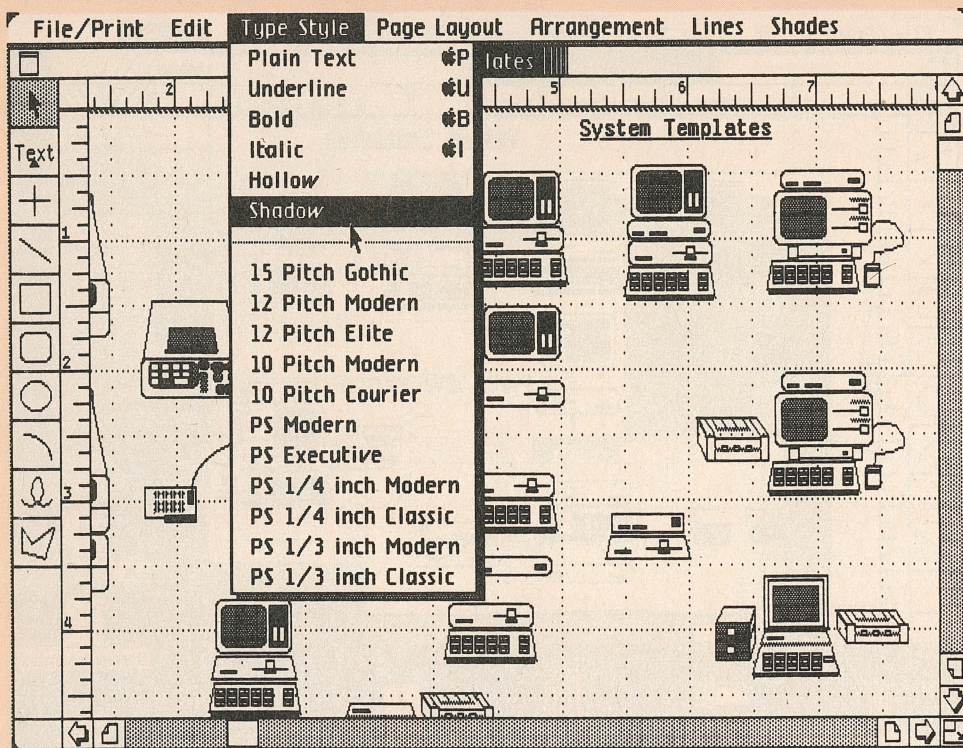 File/Print Edit Type Style Page Layout Arrangement Lines Shades
lates
Plain Text P
Underline U
Bold B
Italic I
Hollow
Shadow
15 Pitch Gothic
12 Pitch Modern
12 Pitch Elite
10 Pitch Modern
10 Pitch Courier
PS Modern
PS Executive
PS 1/4 inch Modern
PS 1/4 inch Classic
PS 1/3 inch Modern
PS 1/3 inch Classic
2 5 6 7
System Templates
Text
1
2
3
4